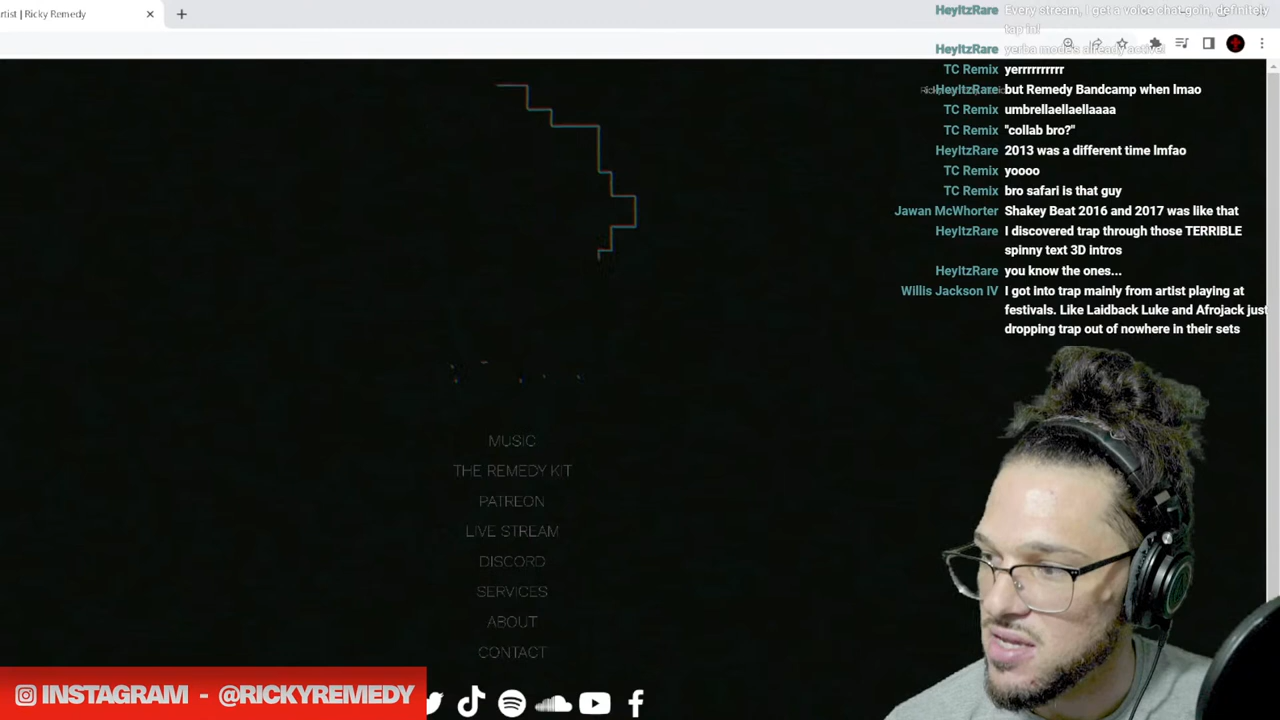 rtist | Ricky Remedy
HeyItzRare Every stream, I get a voice chat goin, definitely
tap in!
HeyItzRare yerba mode's already active!
TC Remix yerrrrrrrrr
HeyItzRare but Remedy Bandcamp when lmao
TC Remix umbrellaellaellaaaa
TC Remix "collab bro?"
HeyItzRare 2013 was a different time lmfao
TC Remix yoooo
TC Remix bro safari is that guy
Jawan McWhorter Shakey Beat 2016 and 2017 was like that
HeyItzRare I discovered trap through those TERRIBLE
spinny text 3D intros
HeyItzRare you know the ones...
Willis Jackson IV I got into trap mainly from artist playing at
festivals. Like Laidback Luke and Afrojack just
dropping trap out of nowhere in their sets
MUSIC
THE REMEDY KIT
PATREON
LIVE STREAM
DISCORD
SERVICES
ABOUT
CONTACT
INSTAGRAM - @RICKYREMEDY